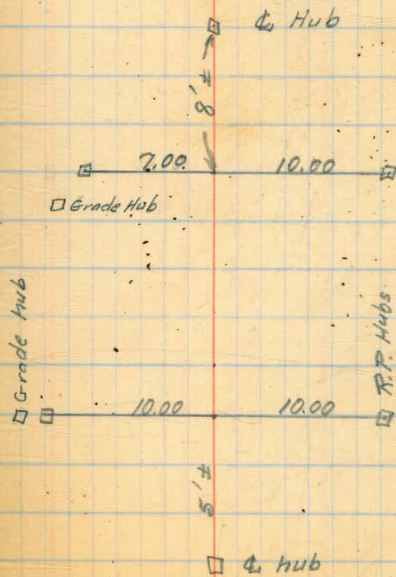 ℄ Hub
8' ±
7.00 10.00
Grade Hub
Grade hub
R.P. Hubs
10.00 10.00
5' ±
℄ hub